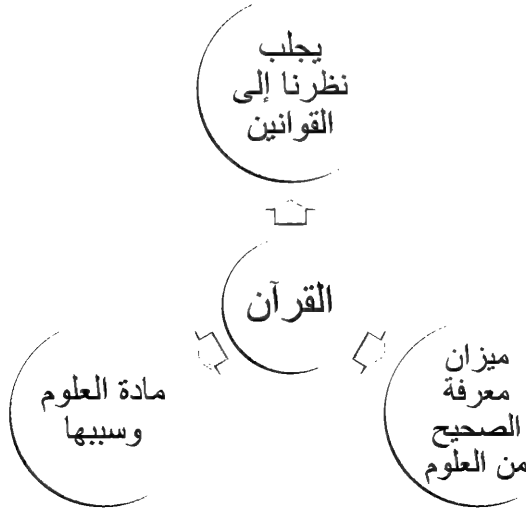 يجلب
نظرنا إلى
القوانين
القرآن
ميزان
معرفة
الصحيح
من العلوم
مادة العلوم
وسببها